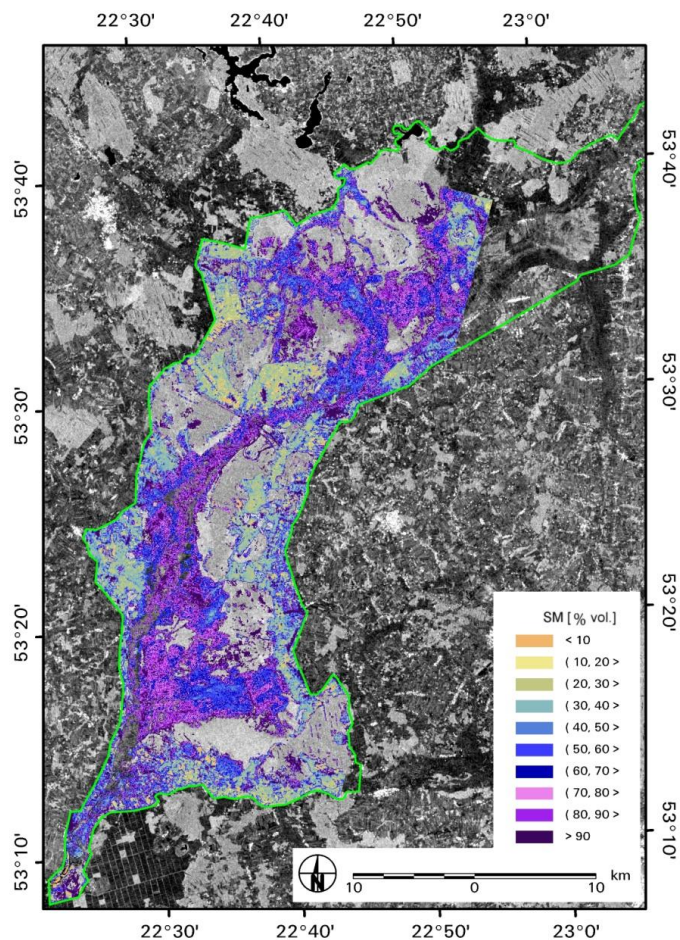 22°30' 22°40' 22°50' 23°0'
53°40' 53°40'
53°30' 53°30'
53°20' 53°20'
SM [ % vol.]
< 10
( 10, 20 >
( 20, 30 >
( 30, 40 >
( 40, 50 >
( 50, 60 >
( 60, 70 >
( 70, 80 >
( 80, 90 >
> 90
53°10' 53°10'
N
10 0 10 km
22°30' 22°40' 22°50' 23°0'